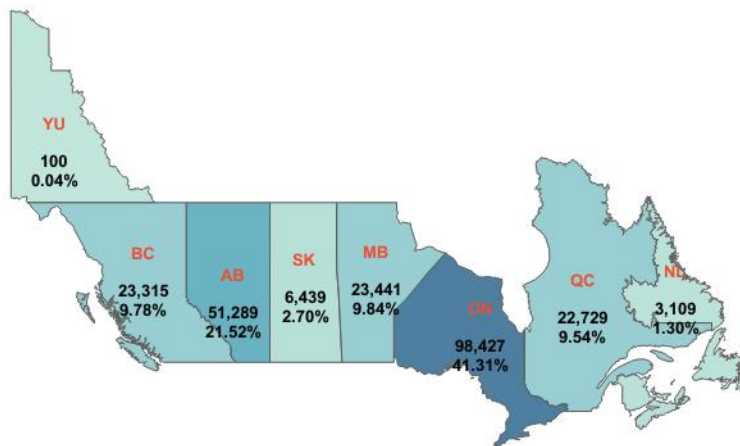 YU
100
0.04%
BC
23,315
9.78%
AB
51,289
21.52%
SK
6,439
2.70%
MB
23,441
9.84%
ON
98,427
41.31%
QC
22,729
9.54%
NL
3,109
1.30%